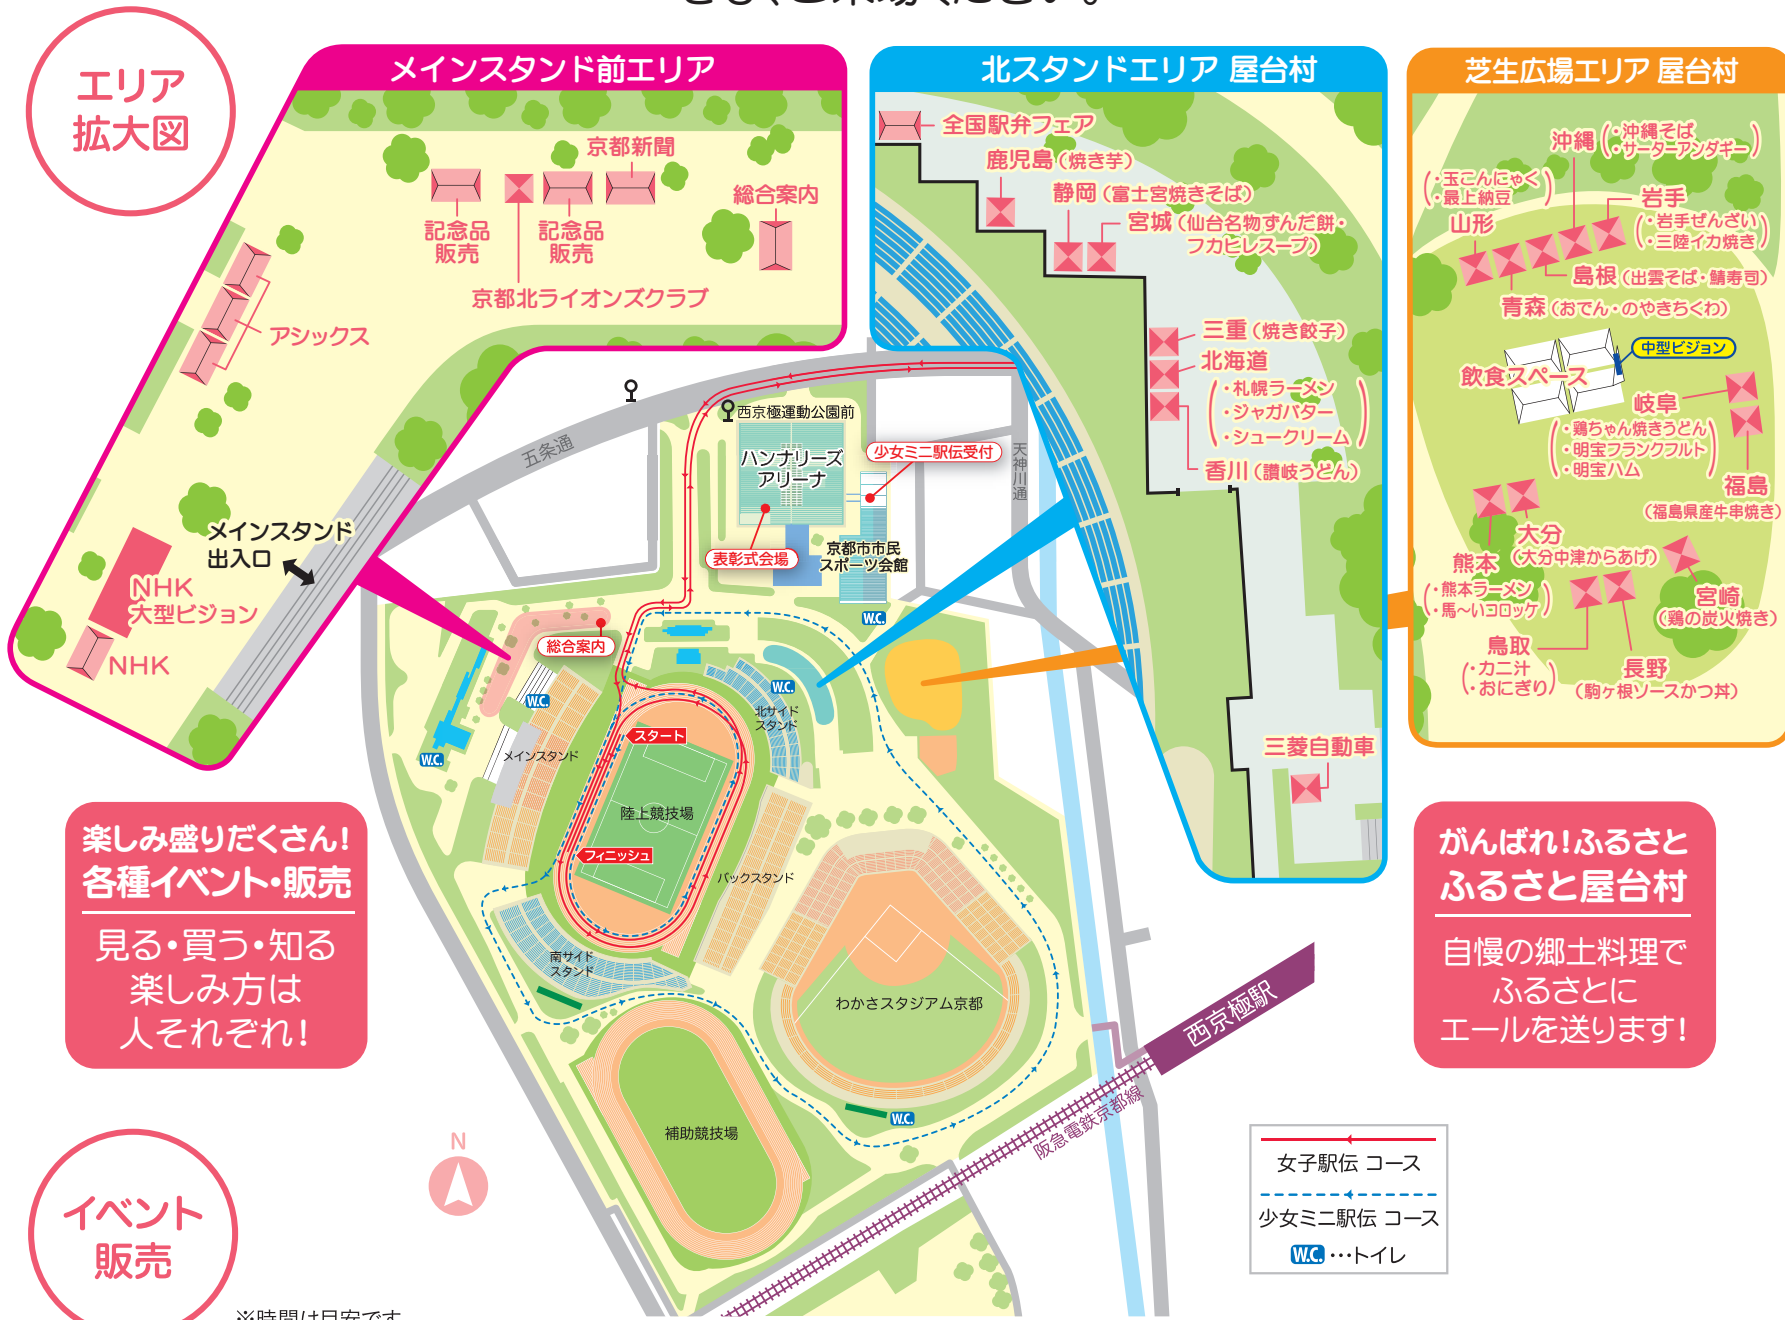 エリア
拡大図
メインスタンド前エリア
京都新聞
総合案内
記念品
販売
記念品
販売
京都北ライオンズクラブ
アシックス
メインスタンド
出入口
NHK
大型ビジョン
NHK
北スタンドエリア 屋台村
全国駅弁フェア
鹿児島(焼き芋)
静岡(富士宮焼きそば)
宮城(仙台名物ずんだ餅・
フカヒレスープ)
三重(焼き餃子)
北海道
・札幌ラーメン
・ジャガバター
・シュークリーム
香川(讃岐うどん)
三菱自動車
芝生広場エリア 屋台村
沖縄(・沖縄そば
・サーターアンダギー)
(・玉こんにゃく
・最上納豆)
山形
岩手
(・岩手ぜんざい
・三陸イカ焼き)
島根(出雲そば・鯖寿司)
青森(おでん・のやきちくわ)
中型ビジョン
飲食スペース
岐阜
(・鶏ちゃん焼きうどん
・明宝フランクフルト
・明宝ハム)
福島
(福島県産牛串焼き)
大分
(大分中津からあげ)
熊本
(・熊本ラーメン
・馬〜いコロッケ)
宮崎
(鶏の炭火焼き)
鳥取
(・カニ汁
・おにぎり)
長野
(駒ヶ根ソースかつ丼)
五条通
西京極運動公園前
ハンナリーズ
アリーナ
少女ミニ駅伝受付
天神川通
表彰式会場
京都市市民
スポーツ会館
W.C.
総合案内
W.C.
W.C.
北サイド
スタンド
W.C.
メインスタンド
スタート
陸上競技場
フィニッシュ
バックスタンド
南サイド
スタンド
わかさスタジアム京都
西京極駅
阪急電鉄京都線
W.C.
補助競技場
N
楽しみ盛りだくさん!
各種イベント・販売
見る・買う・知る
楽しみ方は
人それぞれ!
がんばれ!ふるさと
ふるさと屋台村
自慢の郷土料理で
ふるさとに
エールを送ります!
女子駅伝 コース
少女ミニ駅伝 コース
W.C.…トイレ
イベント
販売
※時間は目安です